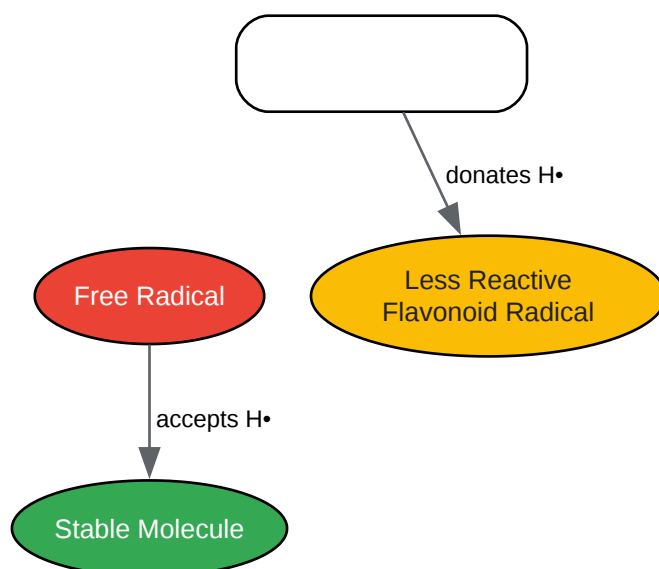 donates H•
Free Radical
Less Reactive
Flavonoid Radical
accepts H•
Stable Molecule